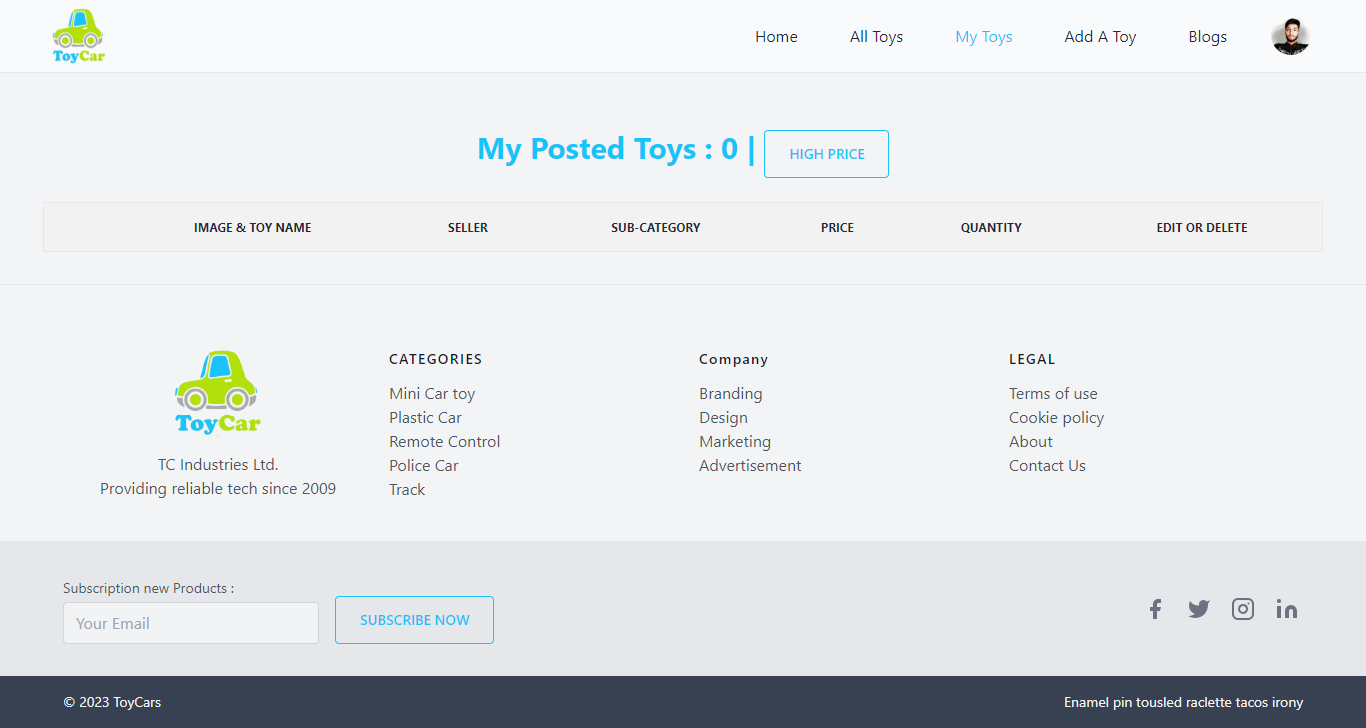 ToyCar
Home
All Toys
My Toys
Add A Toy
Blogs
My Posted Toys : 0 |
HIGH PRICE
IMAGE & TOY NAME
SELLER
SUB-CATEGORY
PRICE
QUANTITY
EDIT OR DELETE
ToyCar
TC Industries Ltd.
Providing reliable tech since 2009
CATEGORIES
Mini Car toy
Plastic Car
Remote Control
Police Car
Track
Company
Branding
Design
Marketing
Advertisement
LEGAL
Terms of use
Cookie policy
About
Contact Us
Subscription new Products :
Your Email
SUBSCRIBE NOW
© 2023 ToyCars
Enamel pin tousled raclette tacos irony